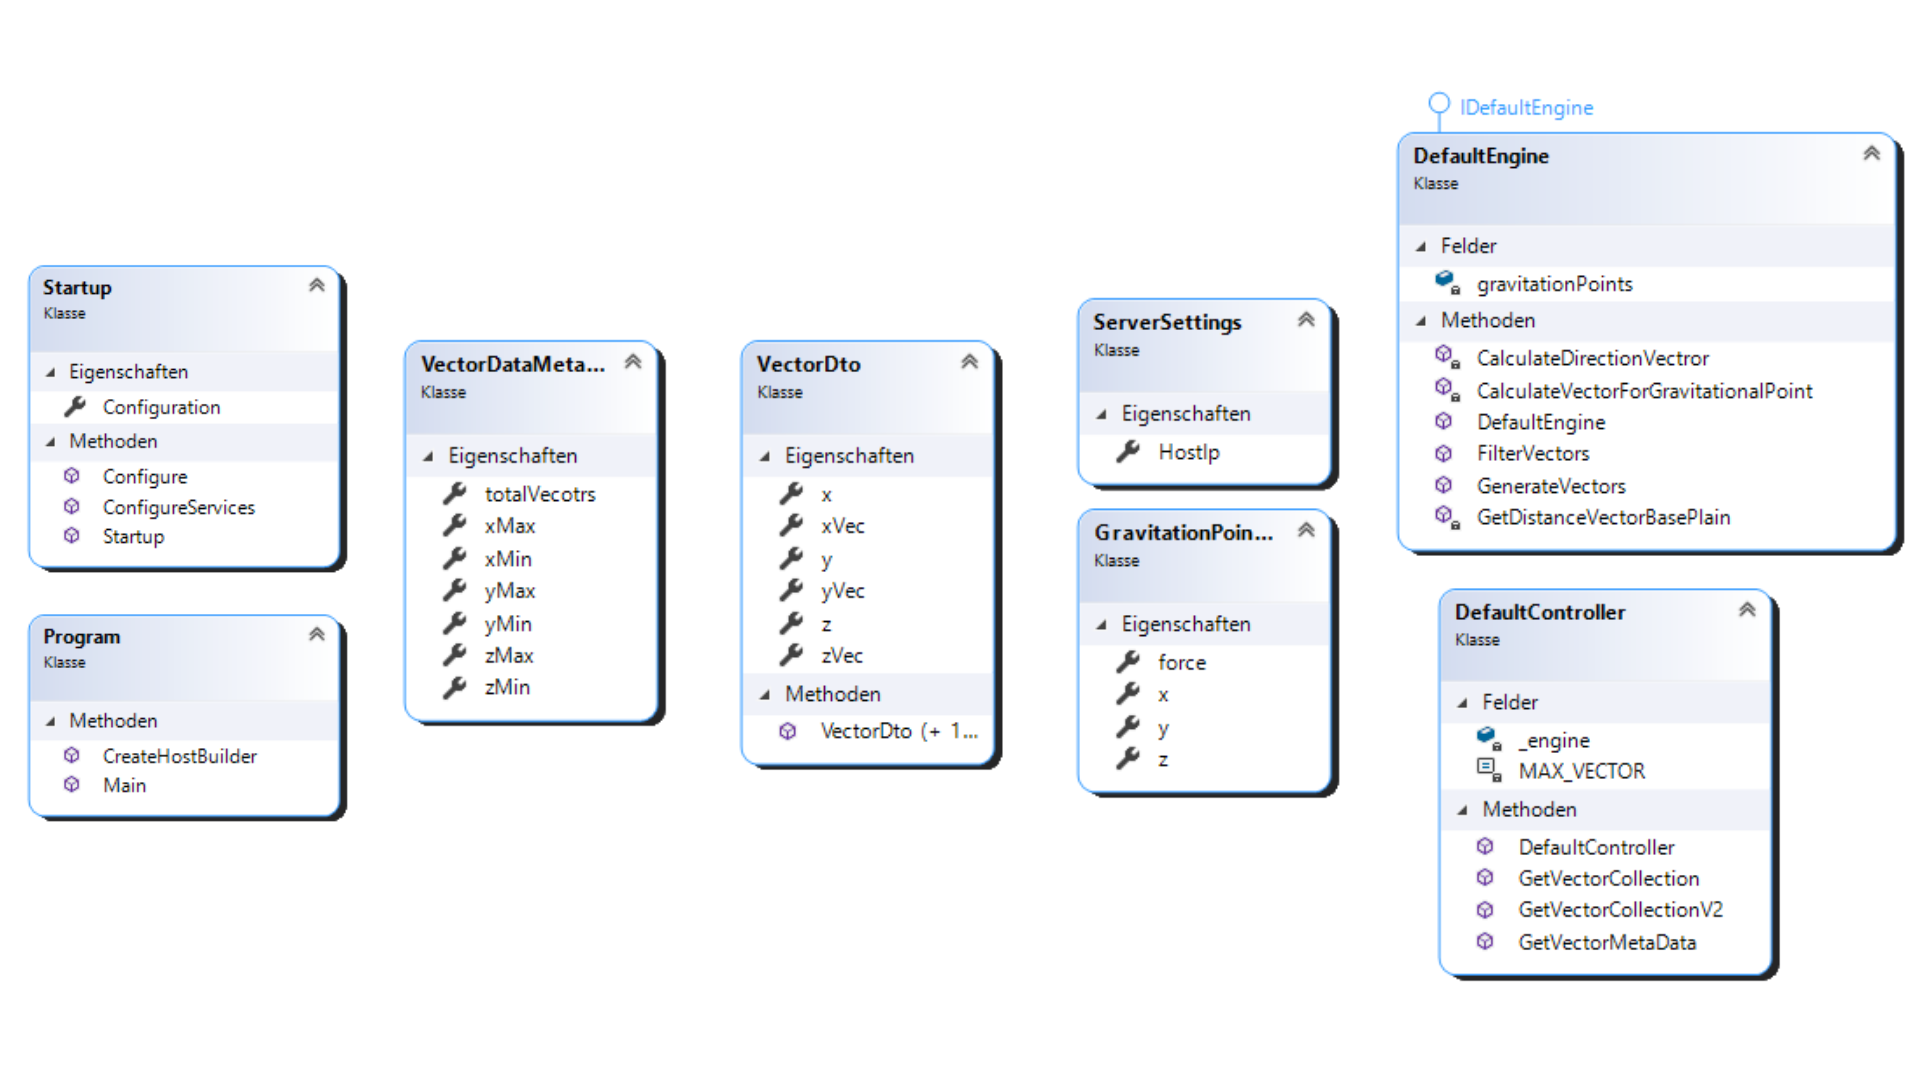 Startup
Klasse
Eigenschaften
Configuration
Methoden
Configure
ConfigureServices
Startup
Program
Klasse
Methoden
CreateHostBuilder
Main
VectorDataMeta...
Klasse
Eigenschaften
totalVecotrs
xMax
xMin
yMax
yMin
zMax
zMin
VectorDto
Klasse
Eigenschaften
x
xVec
y
yVec
z
zVec
Methoden
VectorDto (+ 1...
ServerSettings
Klasse
Eigenschaften
HostIp
GravitationPoin...
Klasse
Eigenschaften
force
x
y
z
IDefaultEngine
DefaultEngine
Klasse
Felder
gravitationPoints
Methoden
CalculateDirectionVectror
CalculateVectorForGravitationalPoint
DefaultEngine
FilterVectors
GenerateVectors
GetDistanceVectorBasePlain
DefaultController
Klasse
Felder
_engine
MAX_VECTOR
Methoden
DefaultController
GetVectorCollection
GetVectorCollectionV2
GetVectorMetaData